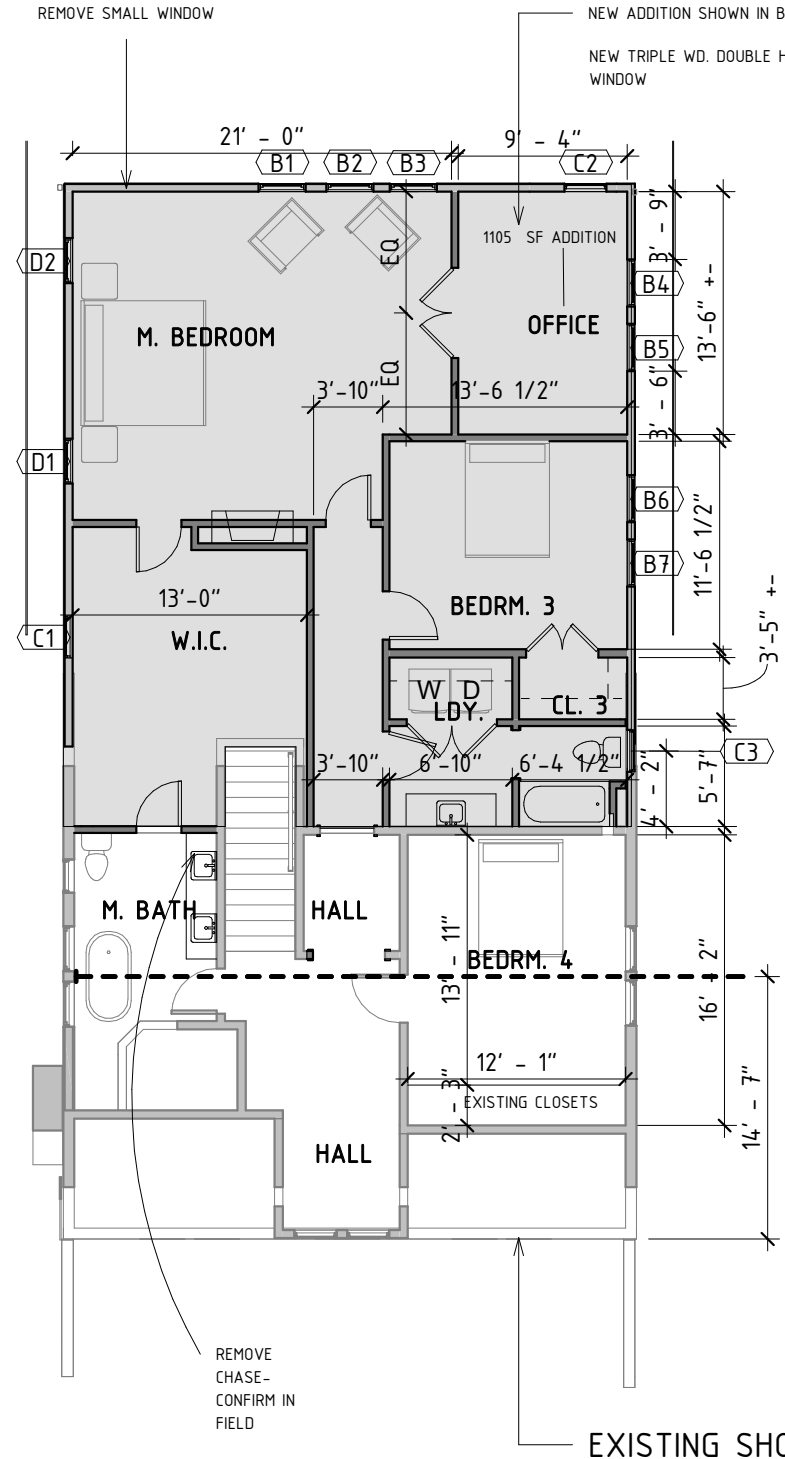 REMOVE SMALL WINDOW
NEW ADDITION SHOWN IN B
NEW TRIPLE WD. DOUBLE H
WINDOW
21' - 0"
9' - 4"
B1
B2
B3
C2
D2
EQ
1105 SF ADDITION
3' - 9"
B4
M. BEDROOM
OFFICE
13'-6" +-
B5
EQ
3'-10"
13'-6 1/2"
3' - 6"
D1
B6
11'-6 1/2"
B7
13'-0"
BEDRM. 3
C1
W.I.C.
3'-5" +-
W D
LDY.
CL. 3
3'-10"
6'-10"
6'-4 1/2"
4' - 2"
5'-7"
C3
M. BATH
HALL
13' - 11"
BEDRM. 4
16' - 2"
12' - 1"
2' - 3"
EXISTING CLOSETS
14' - 7"
HALL
REMOVE
CHASE-
CONFIRM IN
FIELD
EXISTING SHO